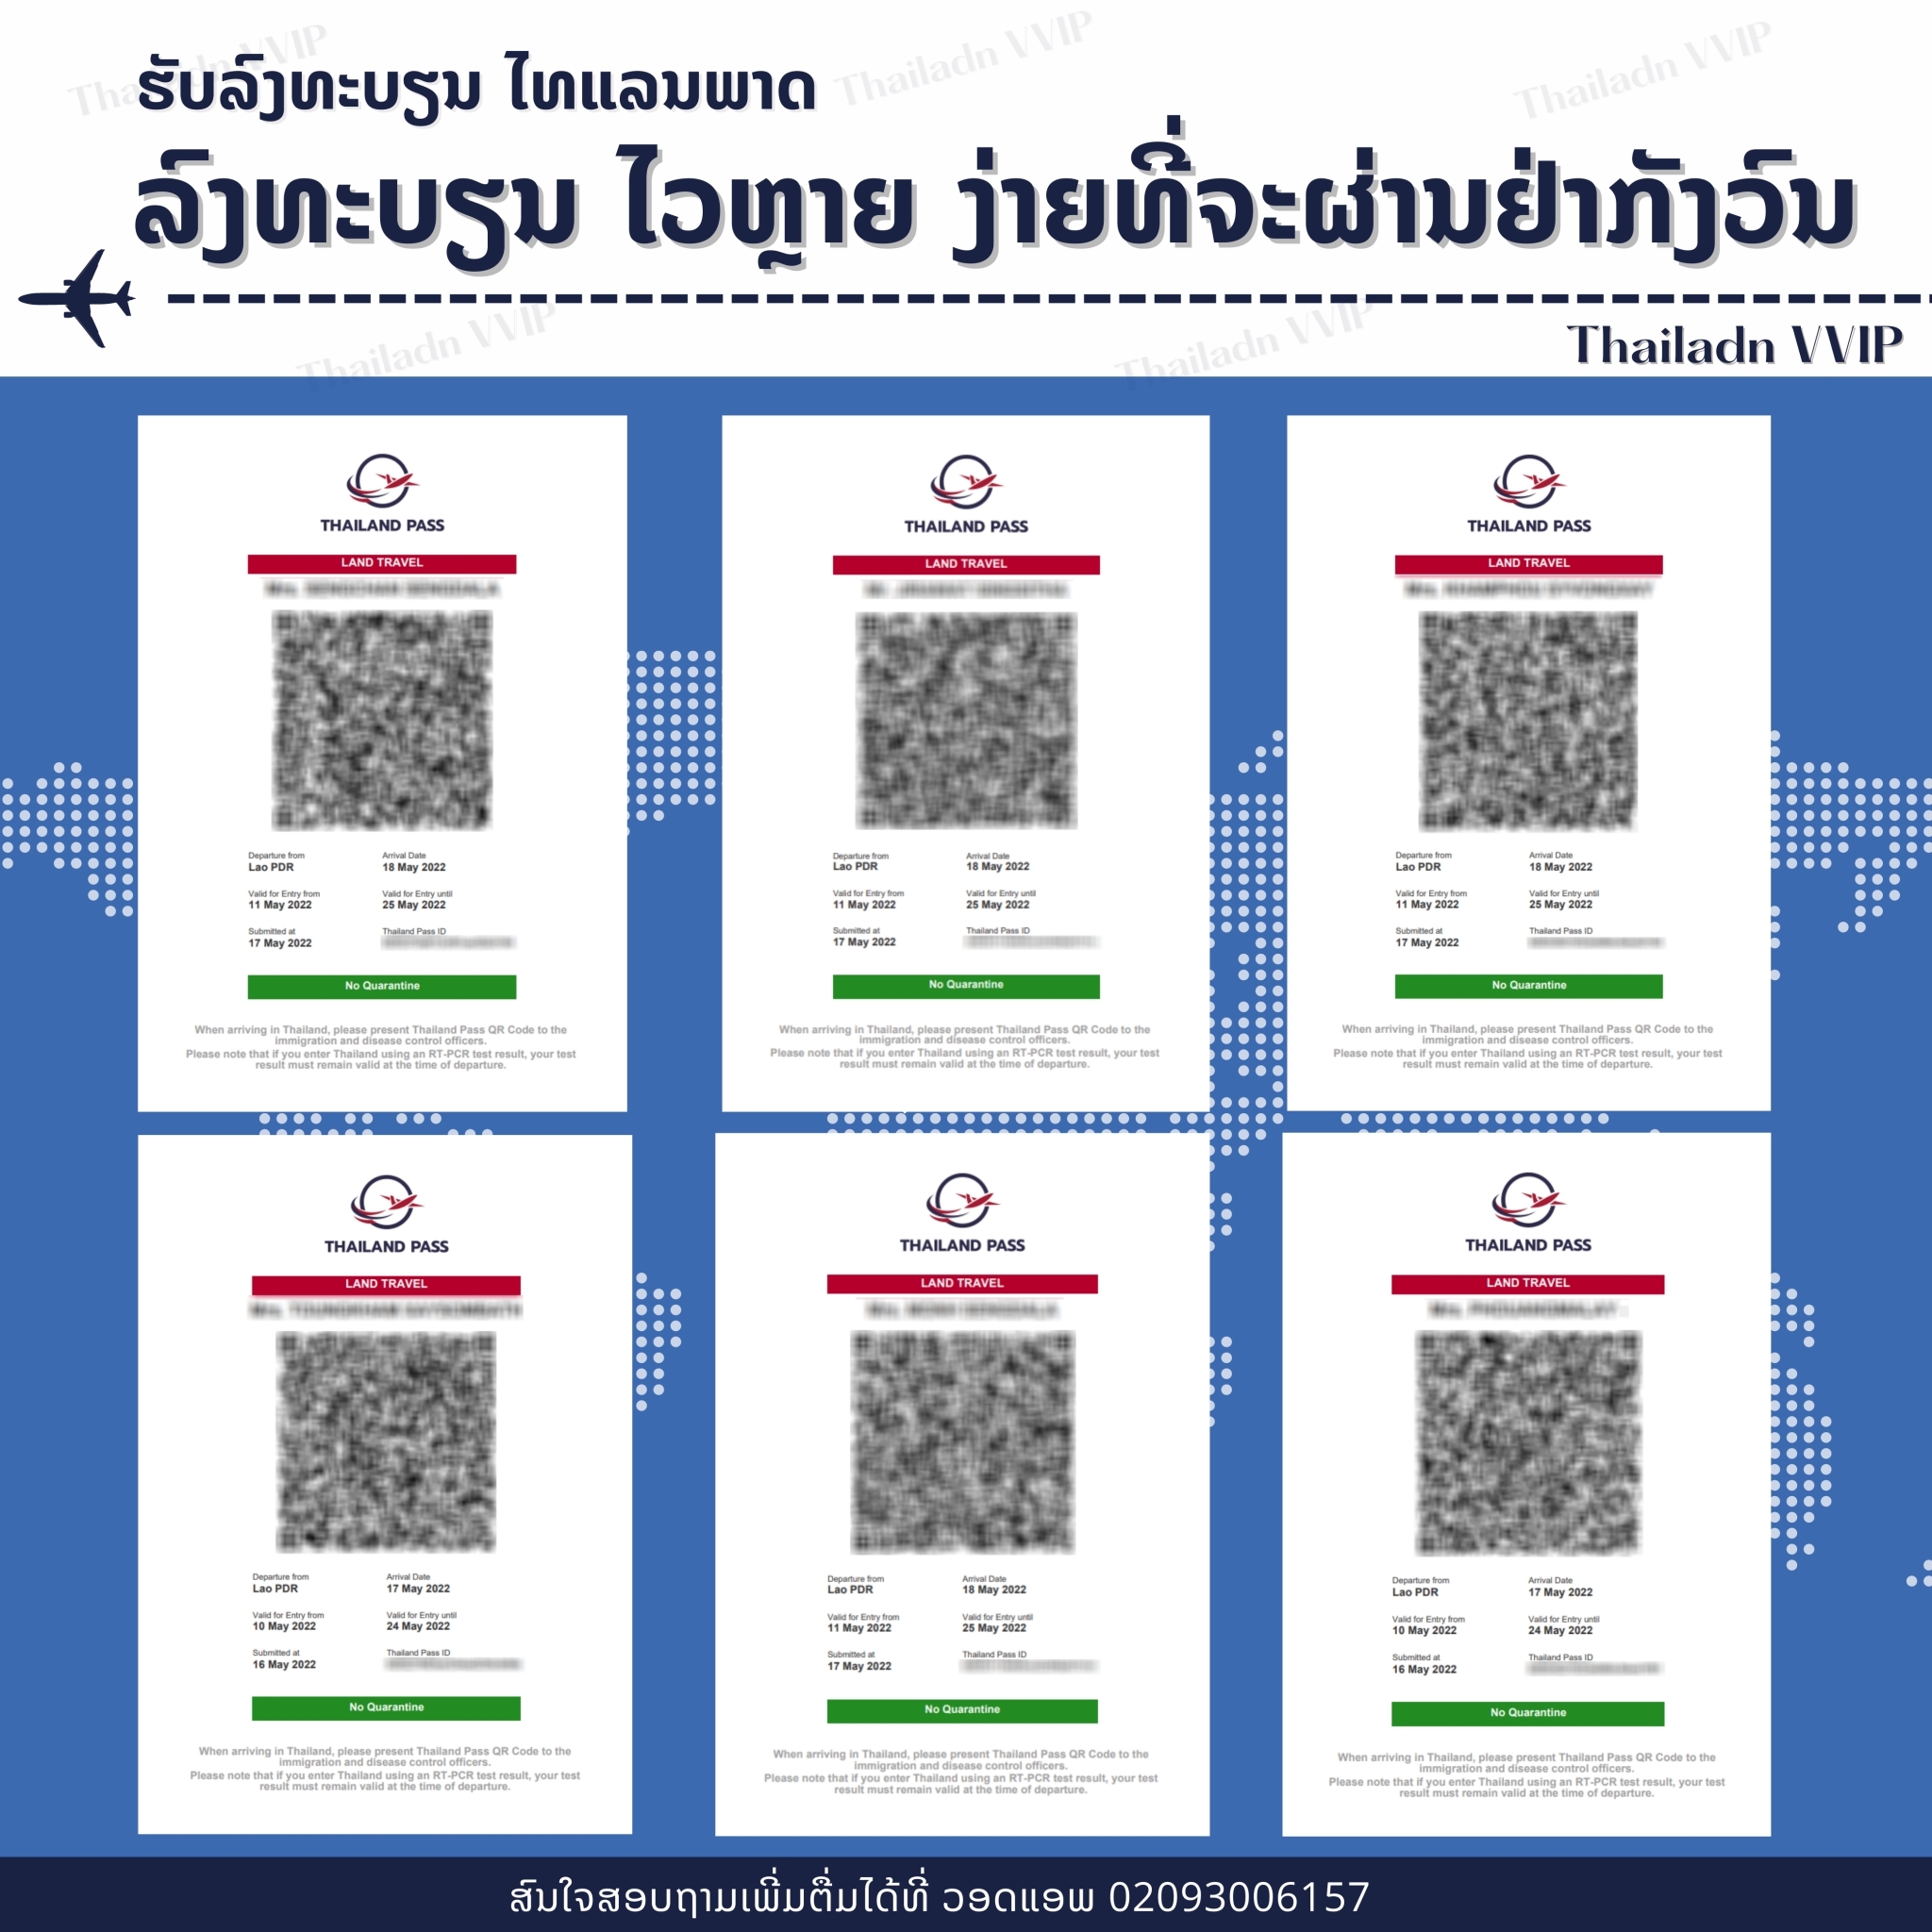 ຮັບລົງທະບຽນ ໄທແລນພາດ
ລົງທະບຽນ ໄວຫຼາຍ ງ່າຍທີ່ຈະຜ່ານຢ່າກັງວົນ
Thailadn VVIP
Thailadn VVIP
Thailadn VVIP
Thailadn VVIP
Thailadn VVIP
Thailadn VVIP
THAILAND PASS
LAND TRAVEL
Departure from Arrival Date
Lao PDR 18 May 2022
Valid for Entry from Valid for Entry until
11 May 2022 25 May 2022
Submitted at Thailand Pass ID
17 May 2022
No Quarantine
When arriving in Thailand, please present Thailand Pass QR Code to the
immigration and disease control officers.
Please note that if you enter Thailand using an RT-PCR test result, your test
result must remain valid at the time of departure.
THAILAND PASS
LAND TRAVEL
Departure from Arrival Date
Lao PDR 18 May 2022
Valid for Entry from Valid for Entry until
11 May 2022 25 May 2022
Submitted at Thailand Pass ID
17 May 2022
No Quarantine
When arriving in Thailand, please present Thailand Pass QR Code to the
immigration and disease control officers.
Please note that if you enter Thailand using an RT-PCR test result, your test
result must remain valid at the time of departure.
THAILAND PASS
LAND TRAVEL
Departure from Arrival Date
Lao PDR 18 May 2022
Valid for Entry from Valid for Entry until
11 May 2022 25 May 2022
Submitted at Thailand Pass ID
17 May 2022
No Quarantine
When arriving in Thailand, please present Thailand Pass QR Code to the
immigration and disease control officers.
Please note that if you enter Thailand using an RT-PCR test result, your test
result must remain valid at the time of departure.
THAILAND PASS
LAND TRAVEL
Departure from Arrival Date
Lao PDR 17 May 2022
Valid for Entry from Valid for Entry until
10 May 2022 24 May 2022
Submitted at Thailand Pass ID
16 May 2022
No Quarantine
When arriving in Thailand, please present Thailand Pass QR Code to the
immigration and disease control officers.
Please note that if you enter Thailand using an RT-PCR test result, your test
result must remain valid at the time of departure.
THAILAND PASS
LAND TRAVEL
Departure from Arrival Date
Lao PDR 18 May 2022
Valid for Entry from Valid for Entry until
11 May 2022 25 May 2022
Submitted at Thailand Pass ID
17 May 2022
No Quarantine
When arriving in Thailand, please present Thailand Pass QR Code to the
immigration and disease control officers.
Please note that if you enter Thailand using an RT-PCR test result, your test
result must remain valid at the time of departure.
THAILAND PASS
LAND TRAVEL
Departure from Arrival Date
Lao PDR 17 May 2022
Valid for Entry from Valid for Entry until
10 May 2022 24 May 2022
Submitted at Thailand Pass ID
16 May 2022
No Quarantine
When arriving in Thailand, please present Thailand Pass QR Code to the
immigration and disease control officers.
Please note that if you enter Thailand using an RT-PCR test result, your test
result must remain valid at the time of departure.
ສົນໃຈສອບຖາມເພີ່ມຕື່ມໄດ້ທີ່ ວອດແອພ 02093006157